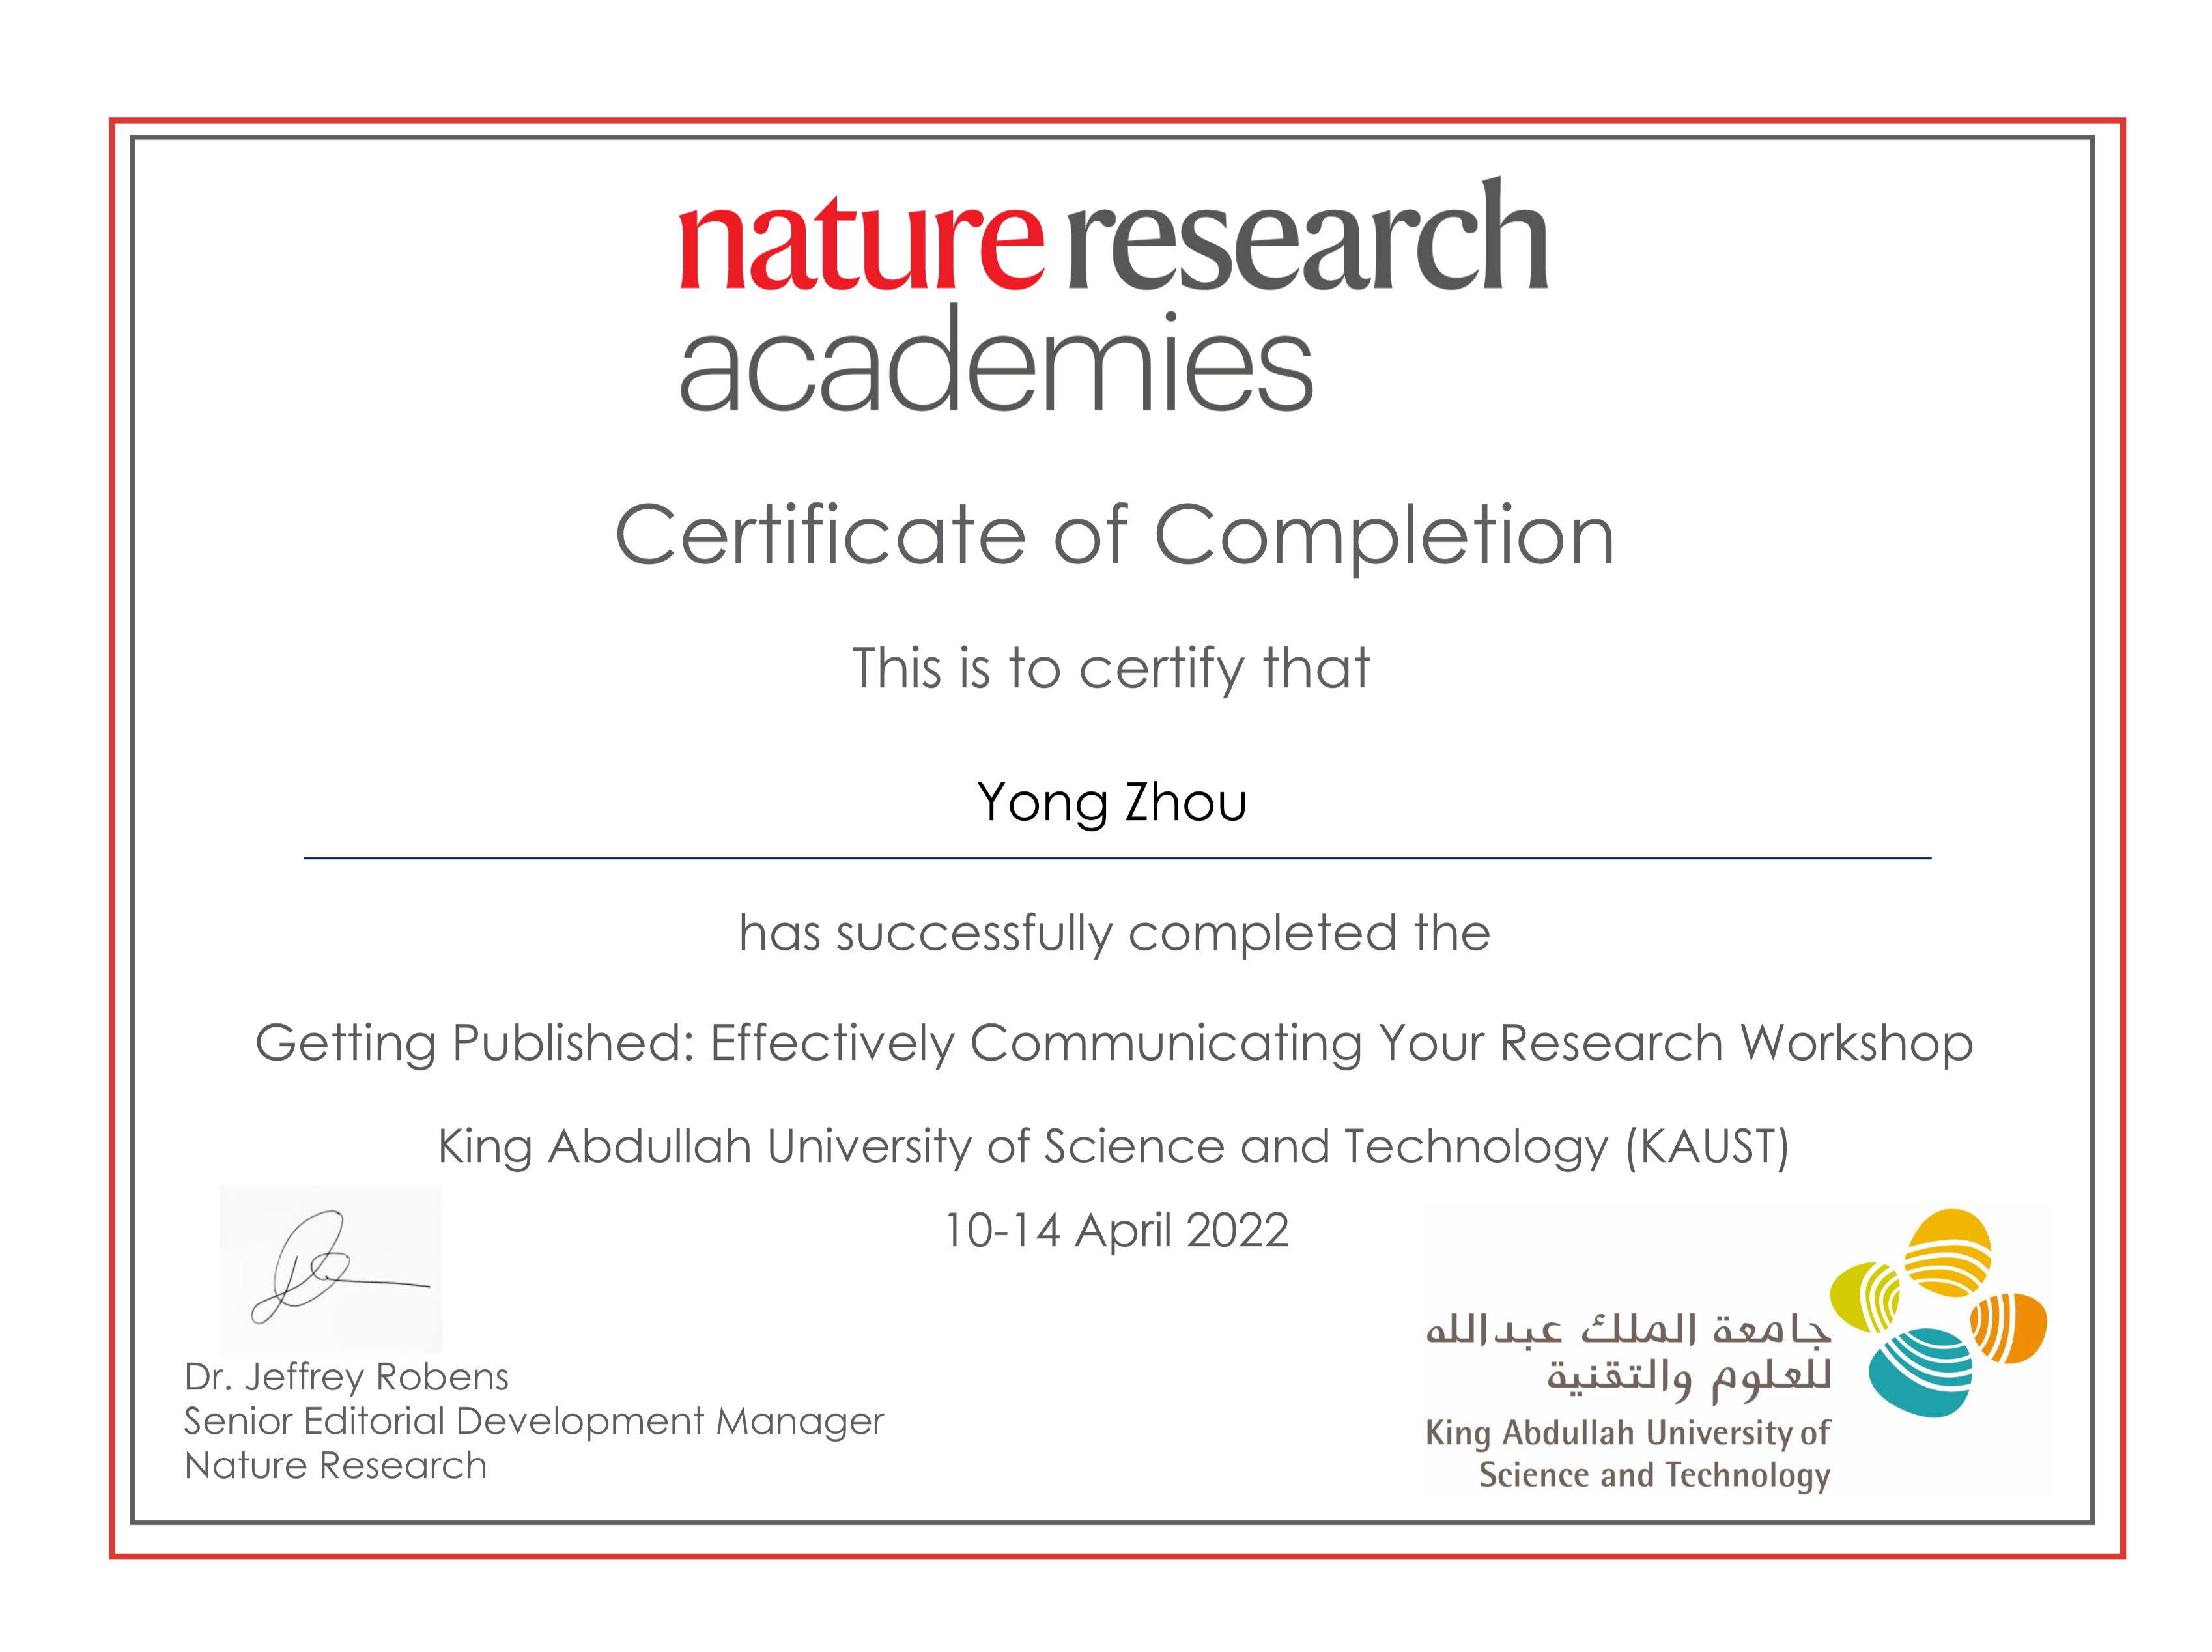 nature research
academies
Certificate of Completion
This is to certify that
Yong Zhou
has successfully completed the
Getting Published: Effectively Communicating Your Research Workshop
King Abdullah University of Science and Technology (KAUST)
10-14 April 2022
Dr. Jeffrey Robens
Senior Editorial Development Manager
Nature Research
جامعة الملك عبدالله
للعلوم والتقنية
King Abdullah University of
Science and Technology